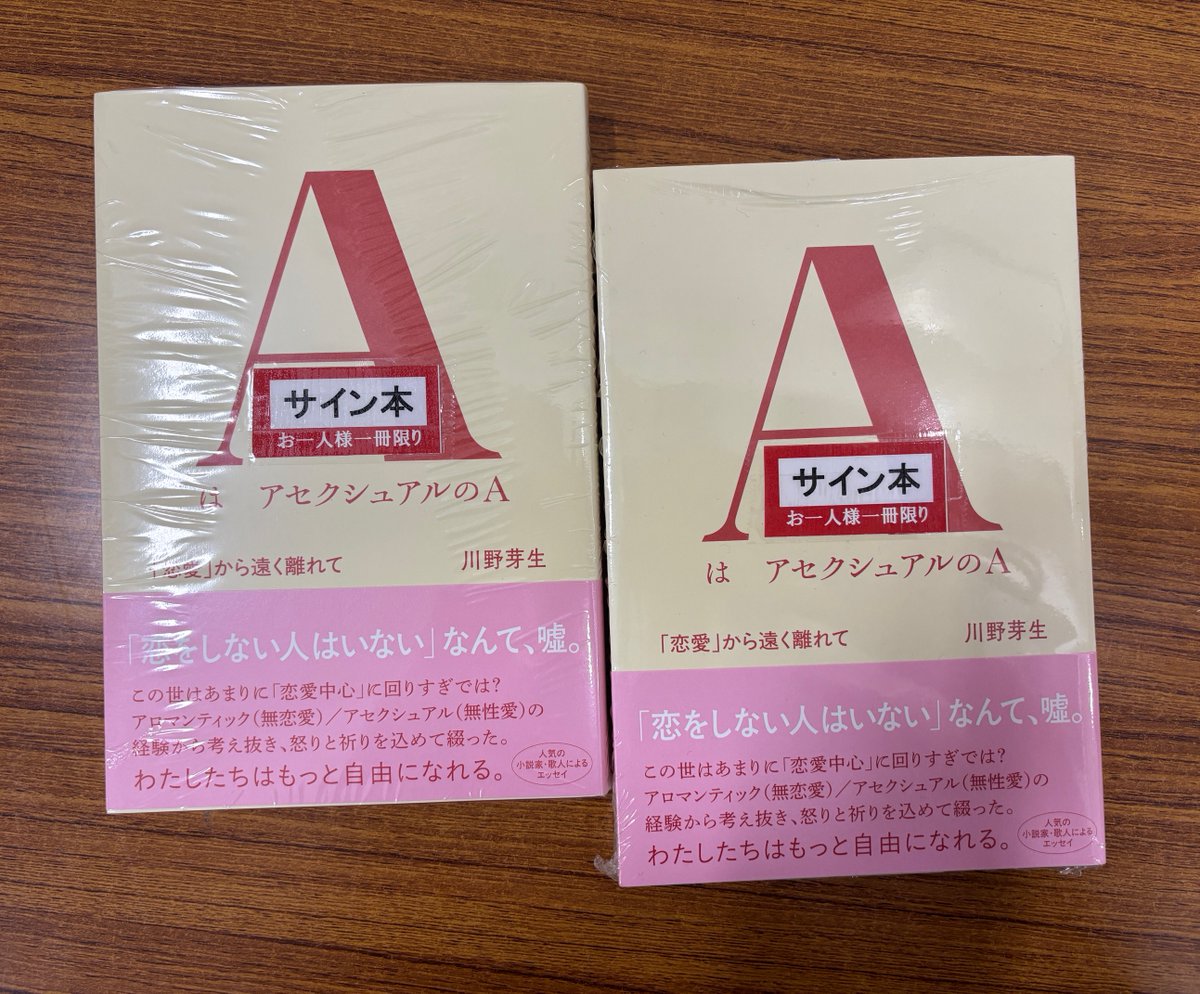 A
サイン本
お一人様一冊限り
は アセクシュアルのA
「恋愛」から遠く離れて
川野芽生
「恋をしない人はいない」なんて、嘘。
この世はあまりに「恋愛中心」に回りすぎでは?
アロマンティック(無恋愛)/アセクシュアル(無性愛)の
経験から考え抜き、怒りと祈りを込めて綴った。
わたしたちはもっと自由になれる。
人気の
小説家・歌人による
エッセイ
A
サイン本
お一人様一冊限り
は アセクシュアルのA
「恋愛」から遠く離れて
川野芽生
「恋をしない人はいない」なんて、嘘。
この世はあまりに「恋愛中心」に回りすぎでは?
アロマンティック(無恋愛)/アセクシュアル(無性愛)の
経験から考え抜き、怒りと祈りを込めて綴った。
わたしたちはもっと自由になれる。
人気の
小説家・歌人による
エッセイ